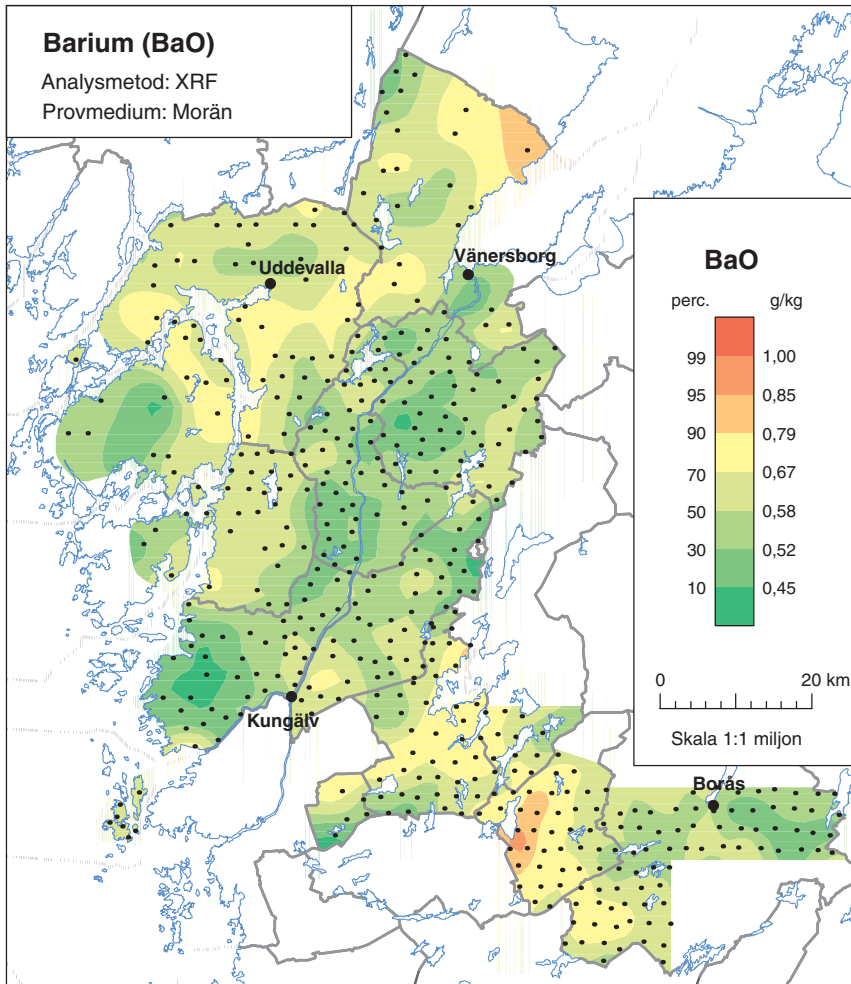 Barium (BaO)
Analysmetod: XRF
Provmedium: Morän
Vänersborg
Uddevalla
BaO
perc. g/kg
99 1,00
95 0,85
90 0,79
70 0,67
50 0,58
30 0,52
10 0,45
0 20 km
Skala 1:1 miljon
Kungälv
Borås